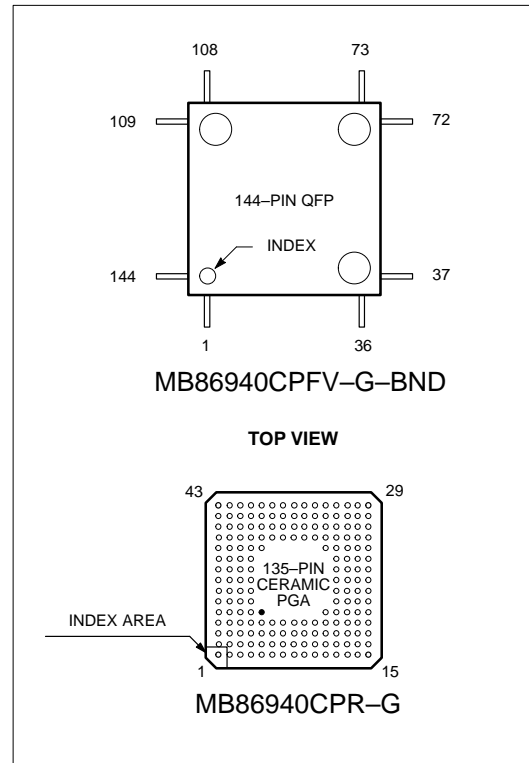 108 73
109 72
144–PIN QFP
INDEX
144 37
1 36
MB86940CPFV–G–BND
TOP VIEW
43 29
135–PIN
CERAMIC
PGA
INDEX AREA
1 15
MB86940CPR–G